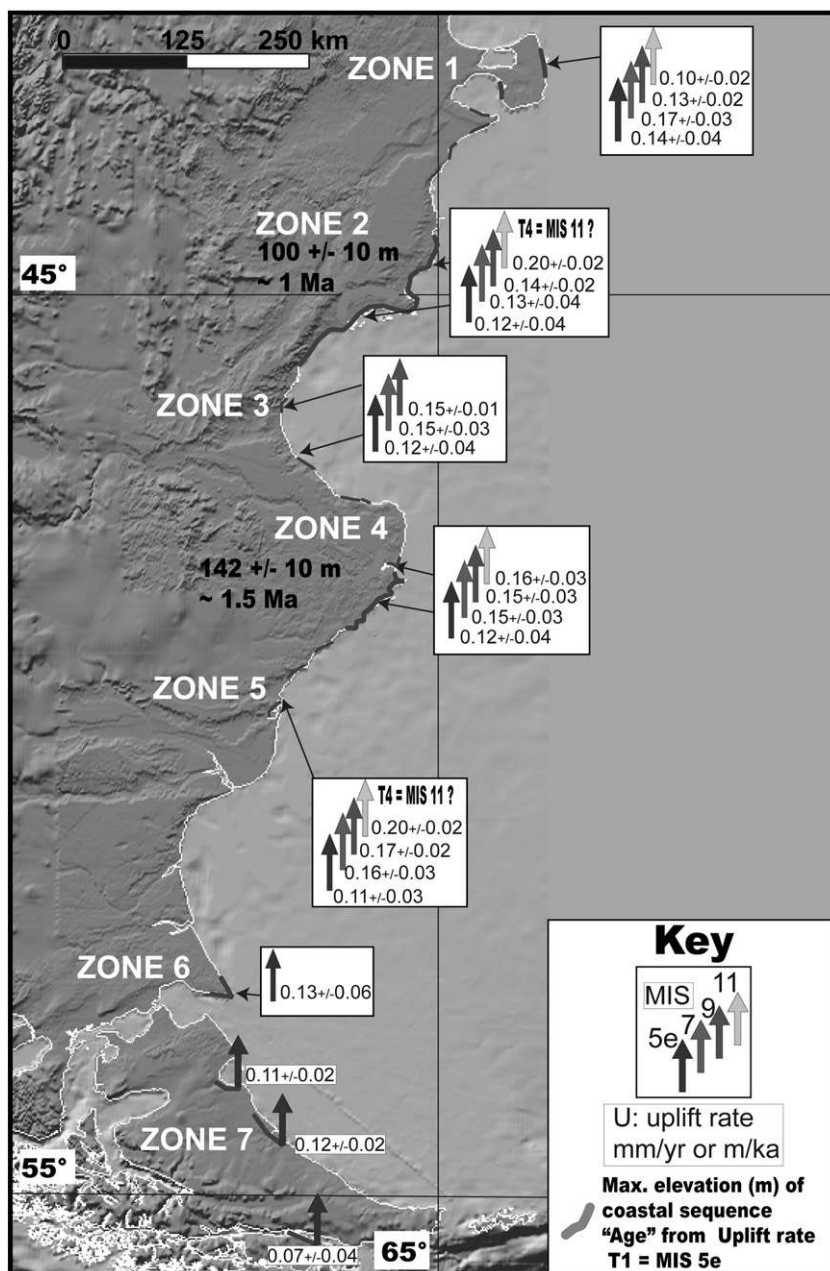 0 125 250 km
ZONE 1
0.10+/-0.02
0.13+/-0.02
0.17+/-0.03
0.14+/-0.04
ZONE 2
100 +/- 10 m
~ 1 Ma
T4 = MIS 11 ?
0.20+/-0.02
0.14+/-0.02
0.13+/-0.04
0.12+/-0.04
45°
ZONE 3
0.15+/-0.01
0.15+/-0.03
0.12+/-0.04
ZONE 4
142 +/- 10 m
~ 1.5 Ma
0.16+/-0.03
0.15+/-0.03
0.15+/-0.03
0.12+/-0.04
ZONE 5
T4 = MIS 11 ?
0.20+/-0.02
0.17+/-0.02
0.16+/-0.03
0.11+/-0.03
ZONE 6
0.13+/-0.06
0.11+/-0.02
ZONE 7
0.12+/-0.02
55°
0.07+/-0.04
65°
Key
MIS
5e 7 9 11
U: uplift rate
mm/yr or m/ka
Max. elevation (m) of
coastal sequence
“Age” from Uplift rate
T1 = MIS 5e